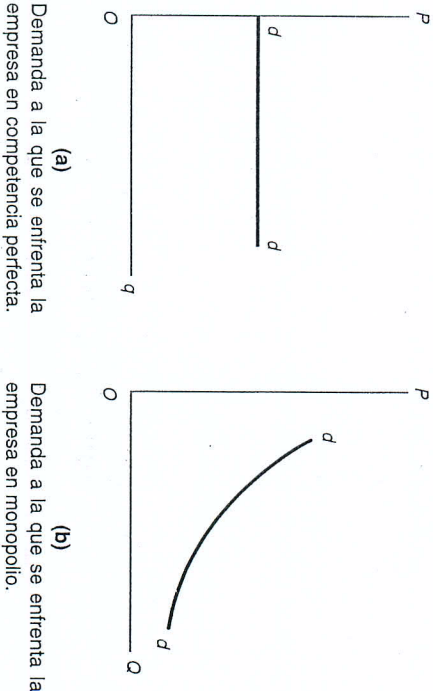 P
d
d
O
q
(a)
Demanda a la que se enfrenta la
empresa en competencia perfecta.
P
d
d
O
Q
(b)
Demanda a la que se enfrenta la
empresa en monopolio.